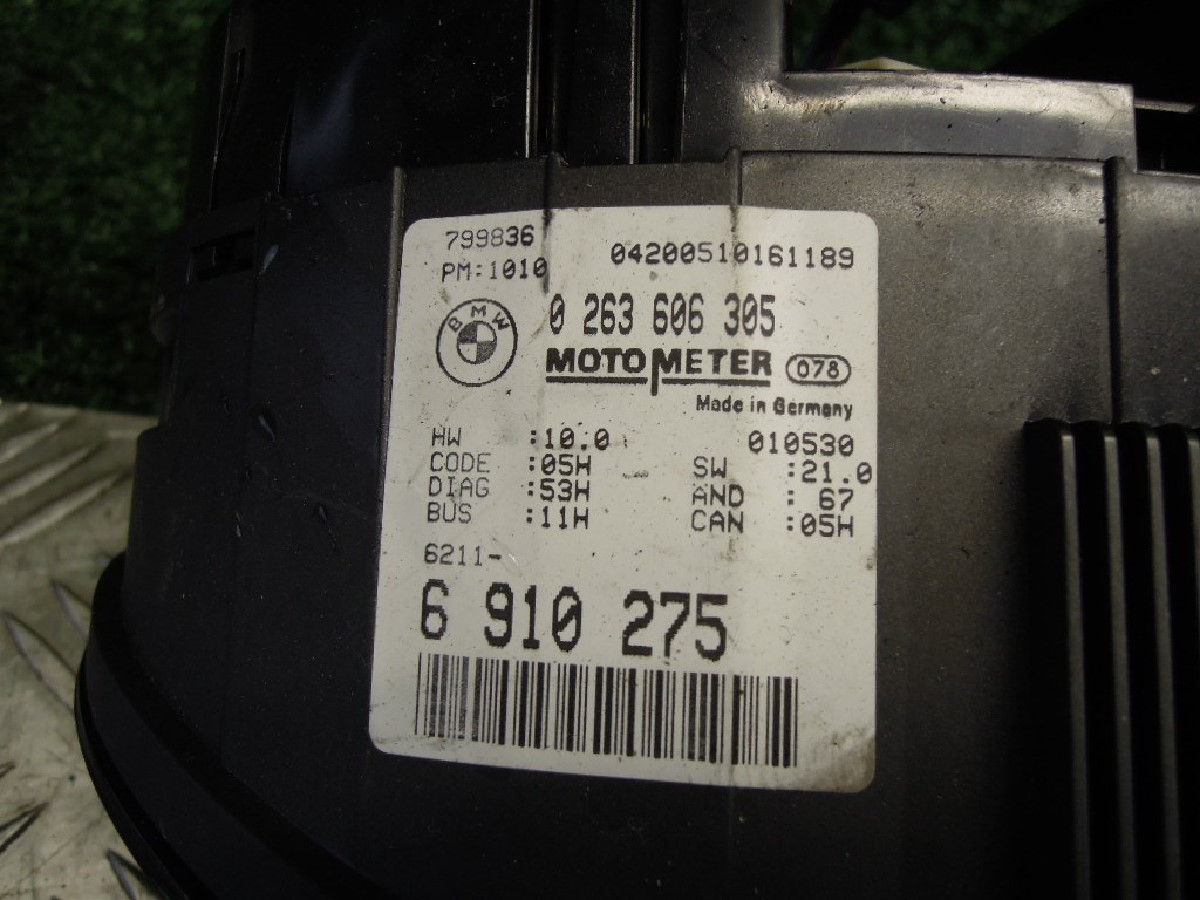 799836
04200510161189
PM:1010
BMW
0 263 606 305
MOTOMETER 078
Made in Germany
HW :10.0 010530
CODE :05H SW :21.0
DIAG :53H AND : 67
BUS :11H CAN :05H
6211-
6 910 275